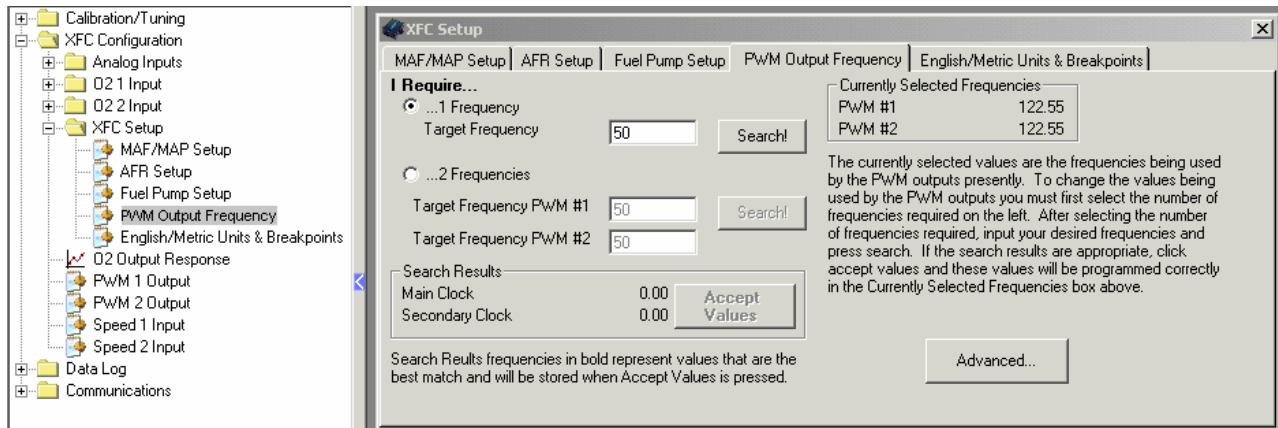 Calibration/Tuning
XFC Configuration
Analog Inputs
O2 1 Input
O2 2 Input
XFC Setup
MAF/MAP Setup
AFR Setup
Fuel Pump Setup
PWM Output Frequency
English/Metric Units & Breakpoints
O2 Output Response
PWM 1 Output
PWM 2 Output
Speed 1 Input
Speed 2 Input
Data Log
Communications
XFC Setup
MAF/MAP Setup AFR Setup Fuel Pump Setup PWM Output Frequency English/Metric Units & Breakpoints
I Require...
...1 Frequency
Target Frequency 50 Search!
...2 Frequencies
Target Frequency PWM #1 50 Search!
Target Frequency PWM #2 50
Search Results
Main Clock 0.00
Secondary Clock 0.00
Accept
Values
Search Reults frequencies in bold represent values that are the
best match and will be stored when Accept Values is pressed.
Currently Selected Frequencies
PWM #1 122.55
PWM #2 122.55
The currently selected values are the frequencies being used
by the PWM outputs presently. To change the values being
used by the PWM outputs you must first select the number of
frequencies required on the left. After selecting the number
of frequencies required, input your desired frequencies and
press search. If the search results are appropriate, click
accept values and these values will be programmed correctly
in the Currently Selected Frequencies box above.
Advanced...